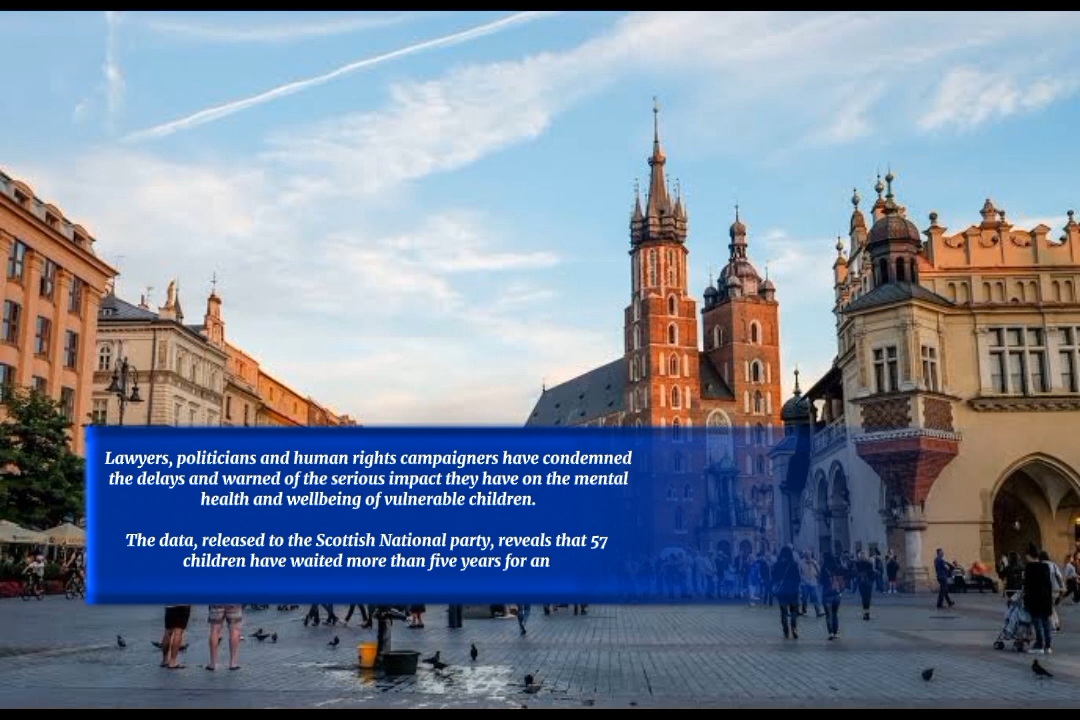 Lawyers, politicians and human rights campaigners have condemned
the delays and warned of the serious impact they have on the mental
health and wellbeing of vulnerable children.
The data, released to the Scottish National party, reveals that 57
children have waited more than five years for an